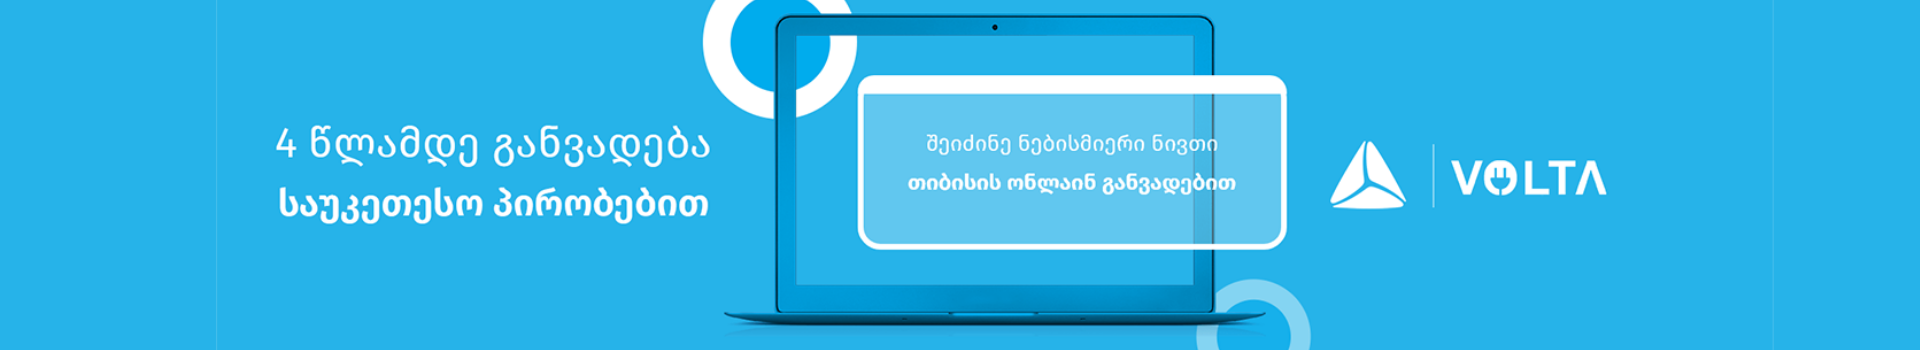 4 წლამდე განვადება
საუკეთესო პირობებით
შეიძინე ნებისმიერი ნივთი
თიბისის ონლაინ განვადებით
VOLTA